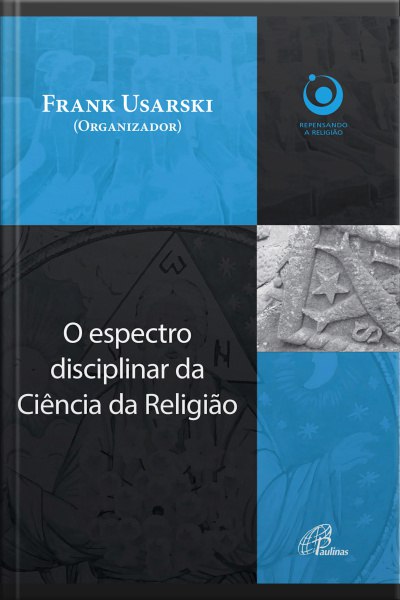 Frank Usarski
(Organizador)
REPENSANDO
A RELIGIÃO
O espectro
disciplinar da
Ciência da Religião
Paulinas